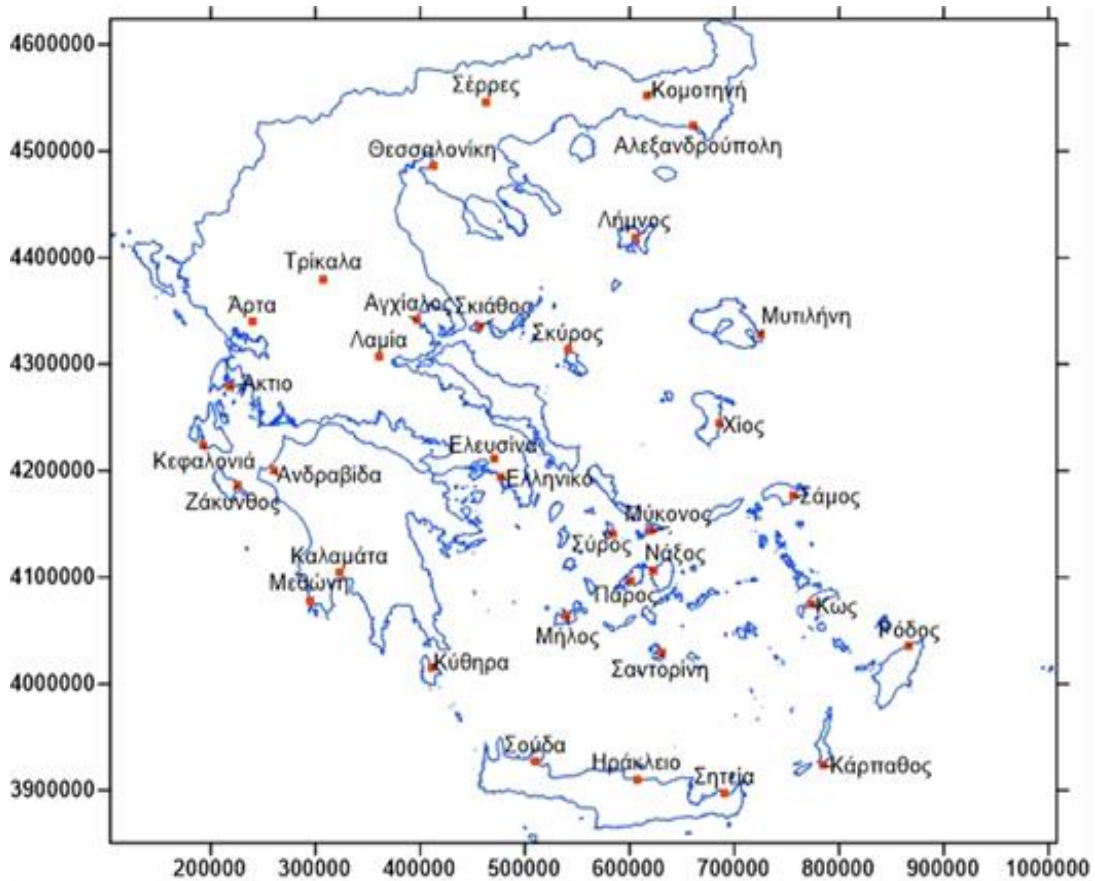 4600000
Σέρρες
Κομοτηνή
4500000
Θεσσαλονίκη
Αλεξανδρούπολη
Λήμνος
4400000
Τρίκαλα
Άρτα
Αγχίαλος
Σκιάθος
Μυτιλήνη
Λαμία
Σκύρος
4300000
Άκτιο
Χίος
Ελευσίνα
Κεφαλονιά
Ανδραβίδα
Ελληνικό
4200000
Ζάκυνθος
Σάμος
Μύκονος
Σύρος
Νάξος
Καλαμάτα
4100000
Μεθώνη
Πάρος
Κως
Μήλος
Ρόδος
Κύθηρα
Σαντορίνη
4000000
Σούδα
Ηράκλειο
Σητεία
Κάρπαθος
3900000
200000 300000 400000 500000 600000 700000 800000 900000 1000000